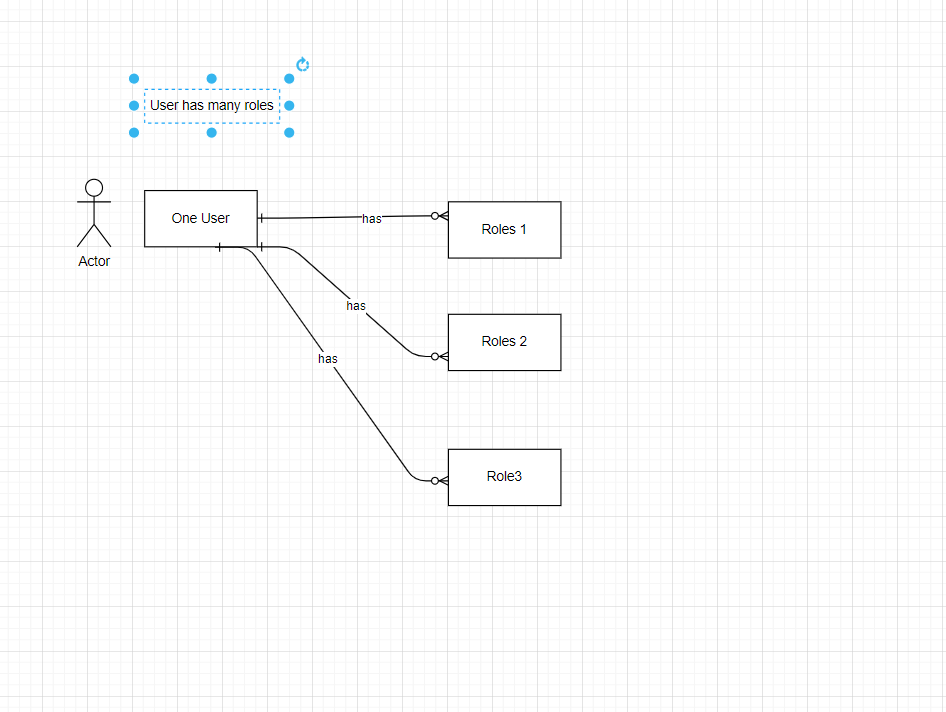 User has many roles
One User
Actor
has
Roles 1
has
Roles 2
has
Role3